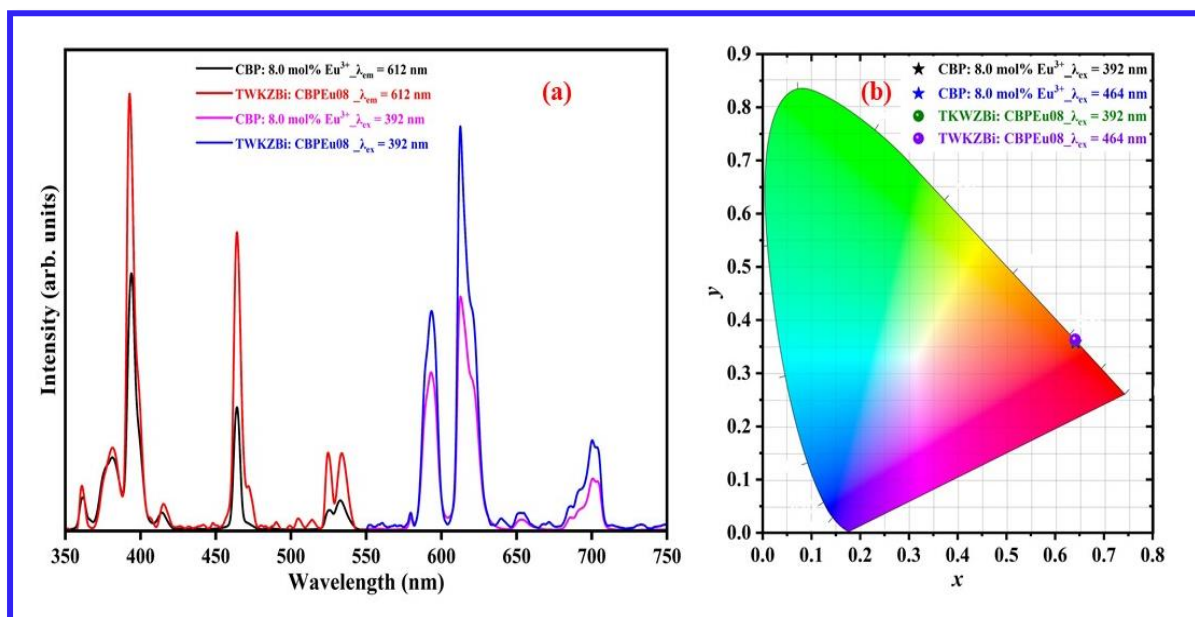 CBP: 8.0 mol% Eu³⁺_λem = 612 nm
TWKZBi: CBPEu08 _λem = 612 nm
CBP: 8.0 mol% Eu³⁺_λex = 392 nm
TWKZBi: CBPEu08 _λex = 392 nm
(a)
Intensity (arb. units)
350 400 450 500 550 600 650 700 750
Wavelength (nm)
CBP: 8.0 mol% Eu³⁺_λex = 392 nm
CBP: 8.0 mol% Eu³⁺_λex = 464 nm
TKWZBi: CBPEu08_λex = 392 nm
TWKZBi: CBPEu08_λex = 464 nm
(b)
0.9
0.8
0.7
0.6
0.5
0.4
0.3
0.2
0.1
0.0
y
0.0 0.1 0.2 0.3 0.4 0.5 0.6 0.7 0.8
x